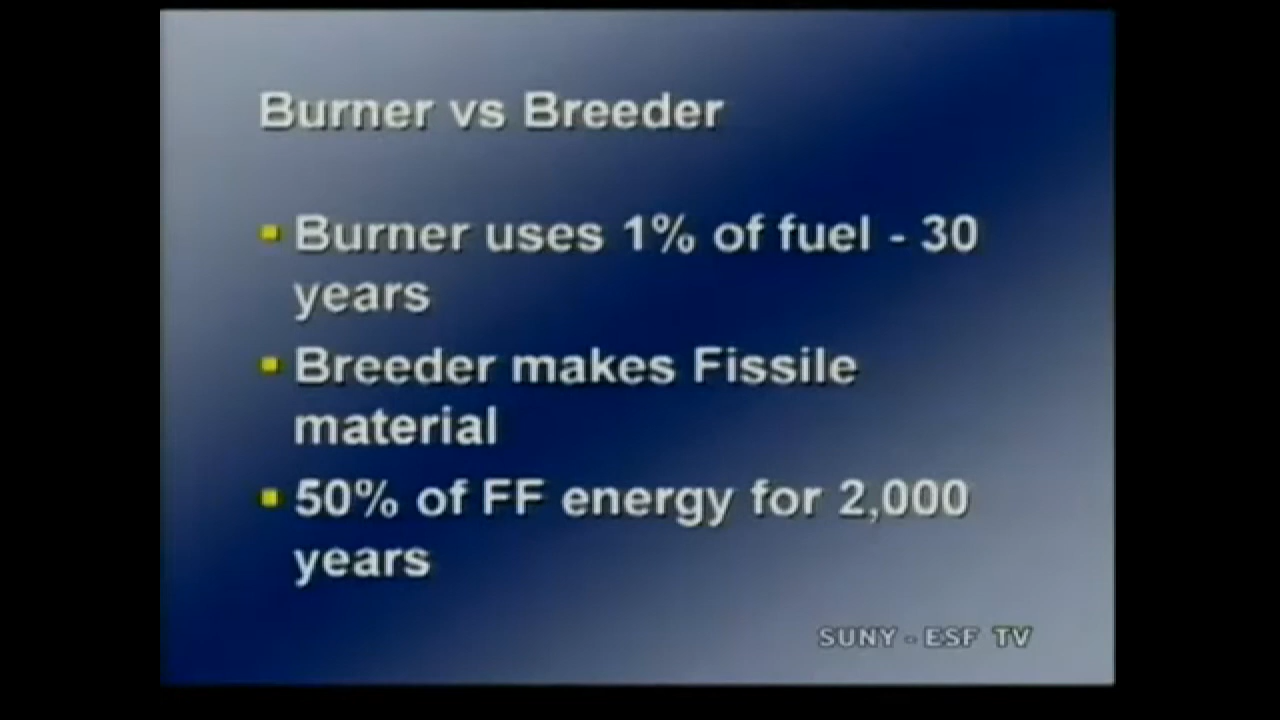 Burner vs Breeder
Burner uses 1% of fuel - 30
years
Breeder makes Fissile
material
50% of FF energy for 2,000
years
SUNY - ESF TV